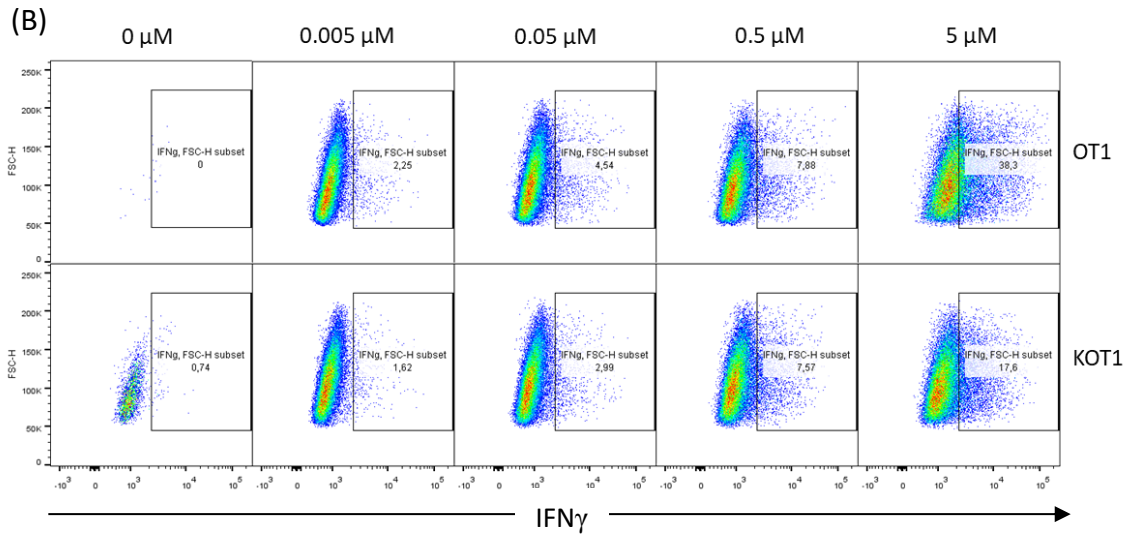 (B)
0 µM 0.005 µM 0.05 µM 0.5 µM 5 µM
250K
200K
150K
100K
50K
0
FSC-H
IFNg, FSC-H subset
0
IFNg, FSC-H subset
2,25
IFNg, FSC-H subset
4,54
IFNg, FSC-H subset
7,88
IFNg, FSC-H subset
38,3
OT1
250K
200K
150K
100K
50K
0
FSC-H
IFNg, FSC-H subset
0,74
IFNg, FSC-H subset
1,62
IFNg, FSC-H subset
2,99
IFNg, FSC-H subset
7,57
IFNg, FSC-H subset
17,6
KOT1
-10³ 0 10³ 10⁴ 10⁵ -10³ 0 10³ 10⁴ 10⁵ -10³ 0 10³ 10⁴ 10⁵ -10³ 0 10³ 10⁴ 10⁵ -10³ 0 10³ 10⁴ 10⁵
IFNγ